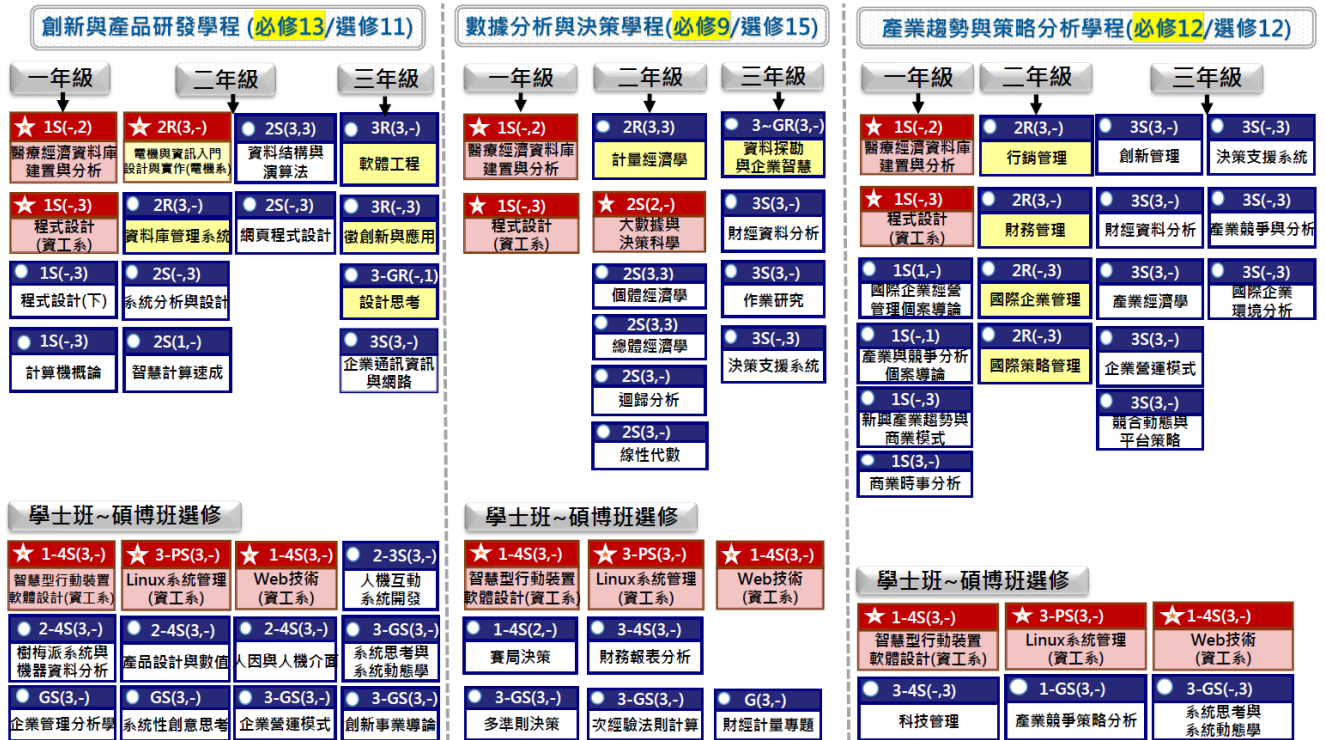 創新與產品研發學程 (必修13/選修11)
一年級
二年級
三年級
1S(-,2)
醫療經濟資料庫
建置與分析
2R(3,-)
電機與資訊入門
設計與實作(電機系)
2S(3,3)
資料結構與
演算法
3R(3,-)
軟體工程
1S(-,3)
程式設計
(資工系)
2R(3,-)
資料庫管理系統
2S(-,3)
網頁程式設計
3R(-,3)
微創新與應用
1S(-,3)
程式設計(下)
2S(-,3)
系統分析與設計
3-GR(-,1)
設計思考
1S(-,3)
計算機概論
2S(1,-)
智慧計算速成
3S(3,-)
企業通訊資訊
與網路
學士班~碩博班選修
1-4S(3,-)
智慧型行動裝置
軟體設計(資工系)
3-PS(3,-)
Linux系統管理
(資工系)
1-4S(3,-)
Web技術
(資工系)
2-3S(3,-)
人機互動
系統開發
2-4S(3,-)
樹梅派系統與
機器資料分析
2-4S(3,-)
產品設計與數值
2-4S(3,-)
人因與人機介面
3-GS(3,-)
系統思考與
系統動態學
GS(3,-)
企業管理分析學
GS(3,-)
系統性創意思考
3-GS(3,-)
企業營運模式
3-GS(3,-)
創新事業導論
數據分析與決策學程(必修9/選修15)
一年級
二年級
三年級
1S(-,2)
醫療經濟資料庫
建置與分析
2R(3,3)
計量經濟學
3~GR(3,-)
資料探勘
與企業智慧
1S(-,3)
程式設計
(資工系)
2S(2,-)
大數據與
決策科學
3S(3,-)
財經資料分析
2S(3,3)
個體經濟學
3S(3,-)
作業研究
2S(3,3)
總體經濟學
3S(-,3)
決策支援系統
2S(3,-)
迴歸分析
2S(3,-)
線性代數
學士班~碩博班選修
1-4S(3,-)
智慧型行動裝置
軟體設計(資工系)
3-PS(3,-)
Linux系統管理
(資工系)
1-4S(3,-)
Web技術
(資工系)
1-4S(2,-)
賽局決策
3-4S(3,-)
財務報表分析
3-GS(3,-)
多準則決策
3-GS(3,-)
次經驗法則計算
G(3,-)
財經計量專題
產業趨勢與策略分析學程(必修12/選修12)
一年級
二年級
三年級
1S(-,2)
醫療經濟資料庫
建置與分析
2R(3,-)
行銷管理
3S(3,-)
創新管理
3S(-,3)
決策支援系統
1S(-,3)
程式設計
(資工系)
2R(3,-)
財務管理
3S(3,-)
財經資料分析
3S(-,3)
產業競爭與分析
1S(1,-)
國際企業經營
管理個案導論
2R(-,3)
國際企業管理
3S(3,-)
產業經濟學
3S(-,3)
國際企業
環境分析
1S(-,1)
產業與競爭分析
個案導論
2R(-,3)
國際策略管理
3S(3,-)
企業營運模式
1S(-,3)
新興產業趨勢與
商業模式
3S(3,-)
競合動態與
平台策略
1S(3,-)
商業時事分析
學士班~碩博班選修
1-4S(3,-)
智慧型行動裝置
軟體設計(資工系)
3-PS(3,-)
Linux系統管理
(資工系)
1-4S(3,-)
Web技術
(資工系)
3-4S(-,3)
科技管理
1-GS(3,-)
產業競爭策略分析
3-GS(-,3)
系統思考與
系統動態學